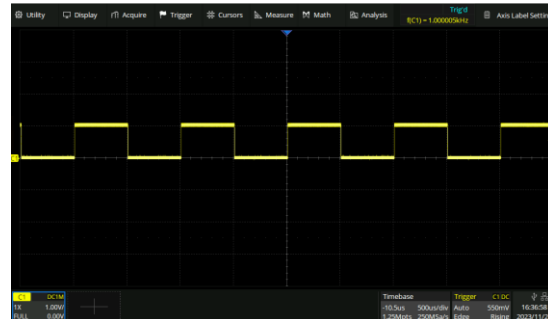 Utility Display Acquire Trigger Cursors Measure Math Analysis
Trig'd
f(C1) = 1.000005kHz
Axis Label Settin
C1
C1 DC1M
1X 1.00V/
FULL 0.00V
Timebase
-10.5us 500us/div
1.25Mpts 250MSa/s
Trigger C1 DC
Auto 550mV
Edge Rising
16:36:58
2023/11/2